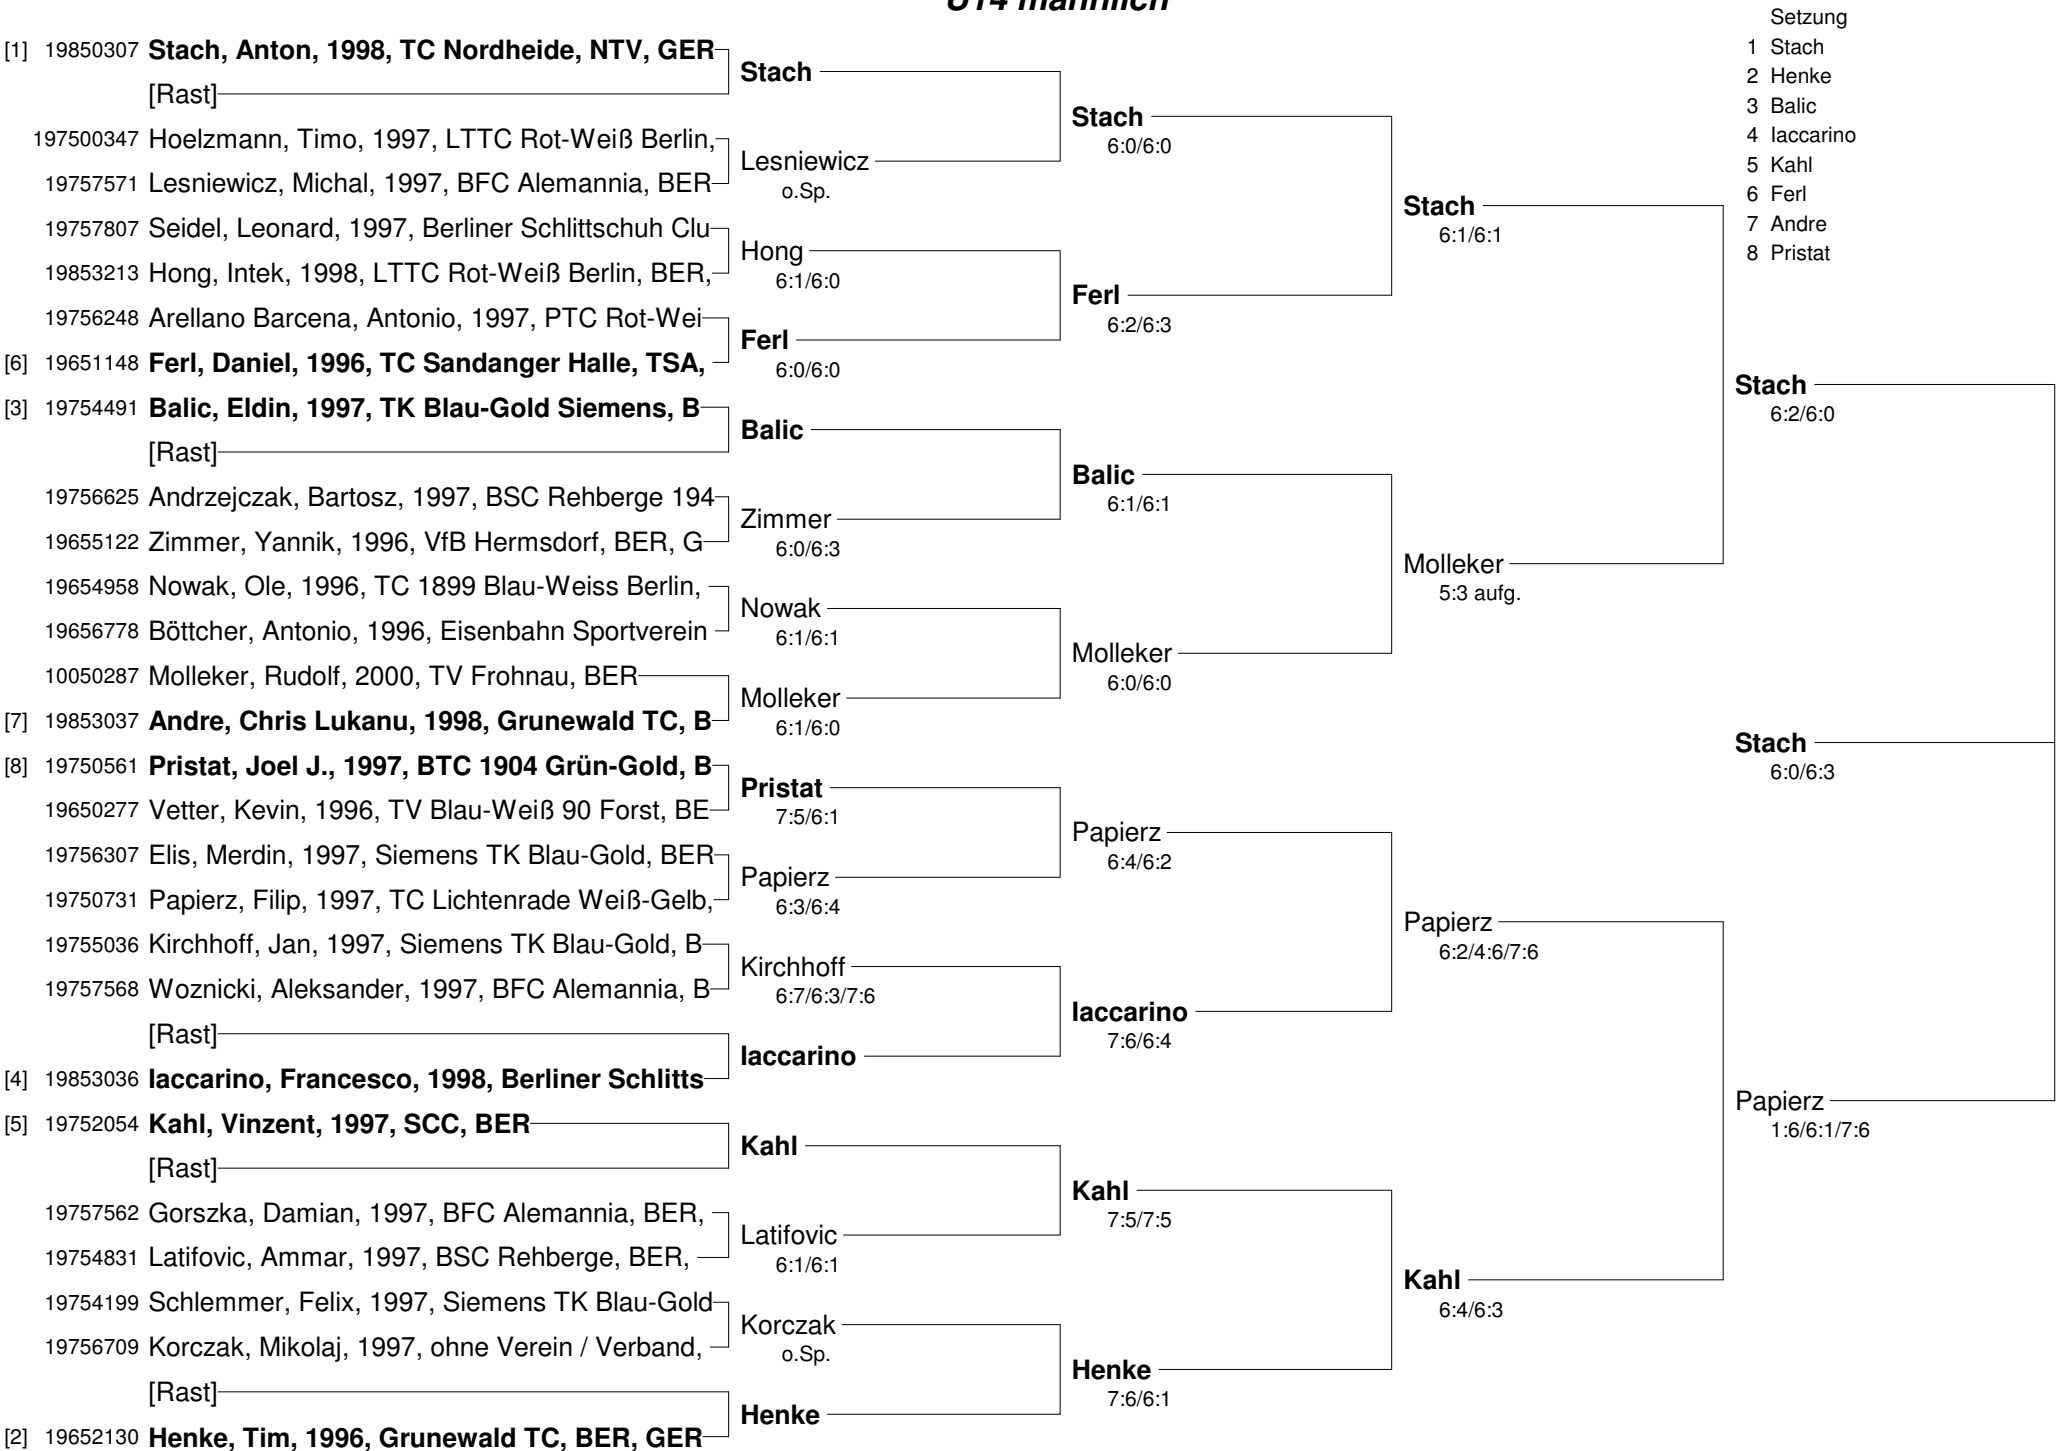 U14 männlich
[1] 19850307 Stach, Anton, 1998, TC Nordheide, NTV, GER
[Rast]
197500347 Hoelzmann, Timo, 1997, LTTC Rot-Weiß Berlin,
19757571 Lesniewicz, Michal, 1997, BFC Alemannia, BER
19757807 Seidel, Leonard, 1997, Berliner Schlittschuh Clu
19853213 Hong, Intek, 1998, LTTC Rot-Weiß Berlin, BER,
19756248 Arellano Barcena, Antonio, 1997, PTC Rot-Wei
[6] 19651148 Ferl, Daniel, 1996, TC Sandanger Halle, TSA,
[3] 19754491 Balic, Eldin, 1997, TK Blau-Gold Siemens, B
[Rast]
19756625 Andrzejczak, Bartosz, 1997, BSC Rehberge 194
19655122 Zimmer, Yannik, 1996, VfB Hermsdorf, BER, G
19654958 Nowak, Ole, 1996, TC 1899 Blau-Weiss Berlin,
19656778 Böttcher, Antonio, 1996, Eisenbahn Sportverein
10050287 Molleker, Rudolf, 2000, TV Frohnau, BER
[7] 19853037 Andre, Chris Lukanu, 1998, Grunewald TC, B
[8] 19750561 Pristat, Joel J., 1997, BTC 1904 Grün-Gold, B
19650277 Vetter, Kevin, 1996, TV Blau-Weiß 90 Forst, BE
19756307 Elis, Merdin, 1997, Siemens TK Blau-Gold, BER
19750731 Papierz, Filip, 1997, TC Lichtenrade Weiß-Gelb,
19755036 Kirchhoff, Jan, 1997, Siemens TK Blau-Gold, B
19757568 Woznicki, Aleksander, 1997, BFC Alemannia, B
[Rast]
[4] 19853036 Iaccarino, Francesco, 1998, Berliner Schlitts
[5] 19752054 Kahl, Vinzent, 1997, SCC, BER
[Rast]
19757562 Gorszka, Damian, 1997, BFC Alemannia, BER,
19754831 Latifovic, Ammar, 1997, BSC Rehberge, BER,
19754199 Schlemmer, Felix, 1997, Siemens TK Blau-Gold
19756709 Korczak, Mikolaj, 1997, ohne Verein / Verband,
[Rast]
[2] 19652130 Henke, Tim, 1996, Grunewald TC, BER, GER
Stach
Lesniewicz
o.Sp.
Hong
6:1/6:0
Ferl
6:0/6:0
Balic
Zimmer
6:0/6:3
Nowak
6:1/6:1
Molleker
6:1/6:0
Pristat
7:5/6:1
Papierz
6:3/6:4
Kirchhoff
6:7/6:3/7:6
Iaccarino
Kahl
Latifovic
6:1/6:1
Korczak
o.Sp.
Henke
Stach
6:0/6:0
Ferl
6:2/6:3
Balic
6:1/6:1
Molleker
6:0/6:0
Papierz
6:4/6:2
Iaccarino
7:6/6:4
Kahl
7:5/7:5
Henke
7:6/6:1
Stach
6:1/6:1
Molleker
5:3 aufg.
Papierz
6:2/4:6/7:6
Kahl
6:4/6:3
Stach
6:2/6:0
Stach
6:0/6:3
Papierz
1:6/6:1/7:6
Setzung
1 Stach
2 Henke
3 Balic
4 Iaccarino
5 Kahl
6 Ferl
7 Andre
8 Pristat